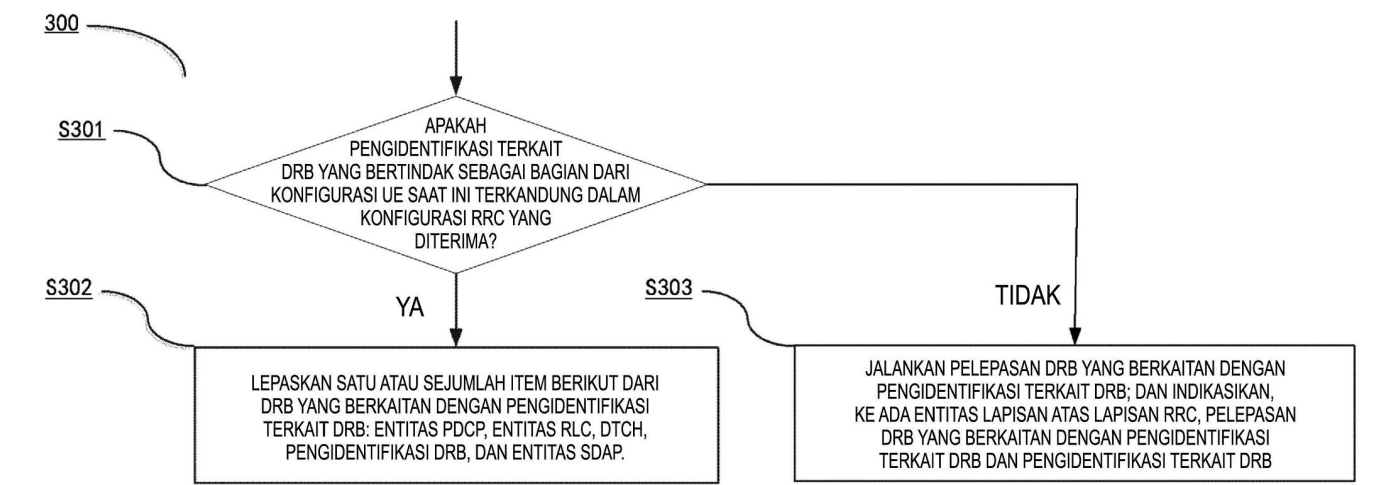 300
S301
APAKAH
PENGIDENTIFIKASI TERKAIT
DRB YANG BERTINDAK SEBAGAI BAGIAN DARI
KONFIGURASI UE SAAT INI TERKANDUNG DALAM
KONFIGURASI RRC YANG
DITERIMA?
S302
YA
S303
TIDAK
LEPASKAN SATU ATAU SEJUMLAH ITEM BERIKUT DARI
DRB YANG BERKAITAN DENGAN PENGIDENTIFIKASI
TERKAIT DRB: ENTITAS PDCP, ENTITAS RLC, DTCH,
PENGIDENTIFIKASI DRB, DAN ENTITAS SDAP.
JALANKAN PELEPASAN DRB YANG BERKAITAN DENGAN
PENGIDENTIFIKASI TERKAIT DRB; DAN INDIKASIKAN,
KE ADA ENTITAS LAPISAN ATAS LAPISAN RRC, PELEPASAN
DRB YANG BERKAITAN DENGAN PENGIDENTIFIKASI
TERKAIT DRB DAN PENGIDENTIFIKASI TERKAIT DRB